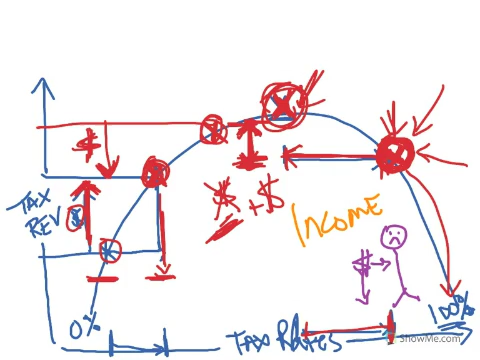 $
TAX
REV $
$ + $
INCOME
$
0%
100%
TAX RAtes
ShowMe.com